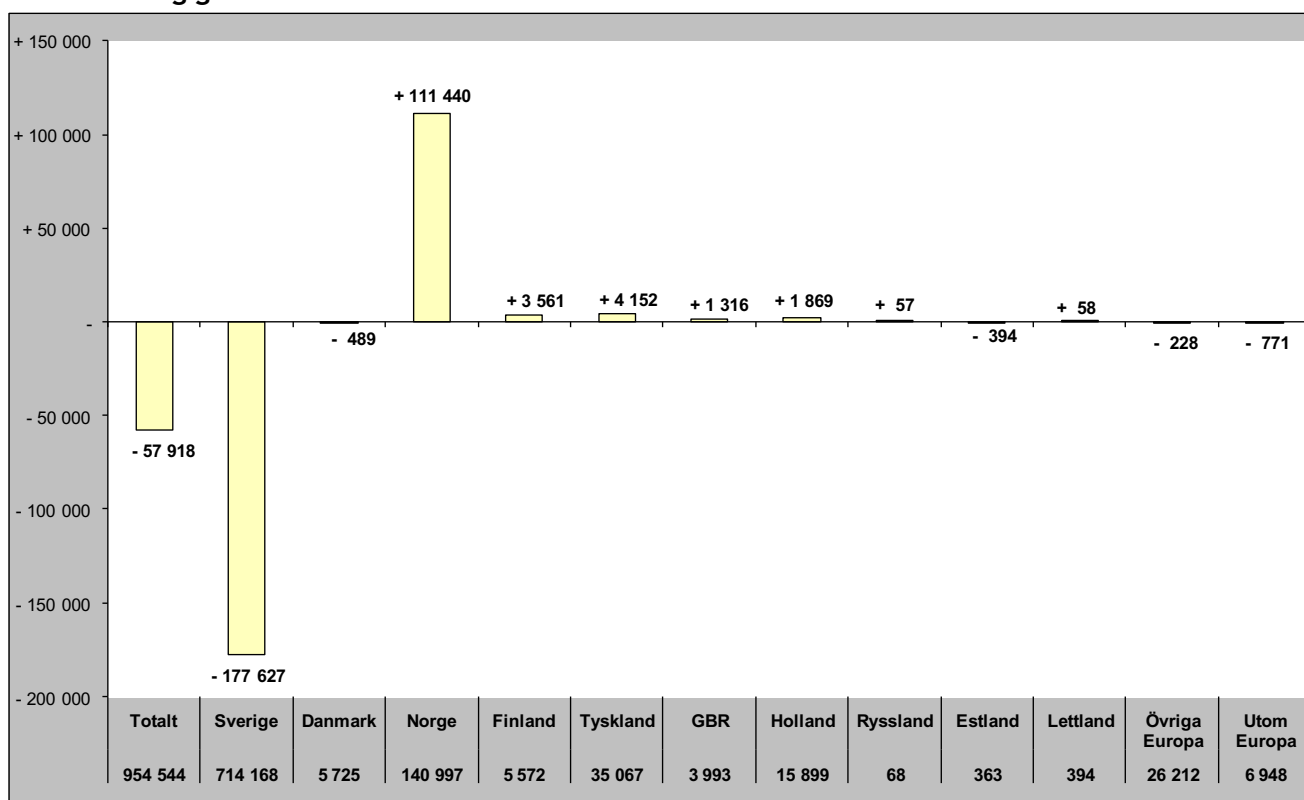 + 150 000
+ 111 440
+ 100 000
+ 50 000
+ 3 561
+ 4 152
+ 1 316
+ 1 869
+ 57
+ 58
-
- 489
- 394
- 228
- 771
- 50 000
- 57 918
- 100 000
- 150 000
- 177 627
- 200 000
Totalt Sverige Danmark Norge Finland Tyskland GBR Holland Ryssland Estland Lettland Övriga Europa Utom Europa
954 544 714 168 5 725 140 997 5 572 35 067 3 993 15 899 68 363 394 26 212 6 948